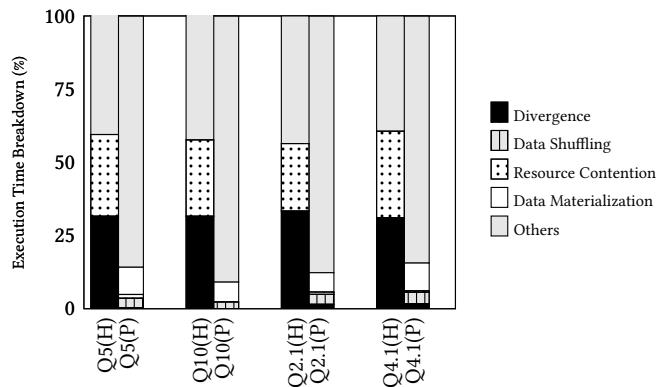 Execution Time Breakdown (%)
100
75
50
25
0
Q5(H)
Q5(P)
Q10(H)
Q10(P)
Q2.1(H)
Q2.1(P)
Q4.1(H)
Q4.1(P)
Divergence
Data Shuffling
Resource Contention
Data Materialization
Others